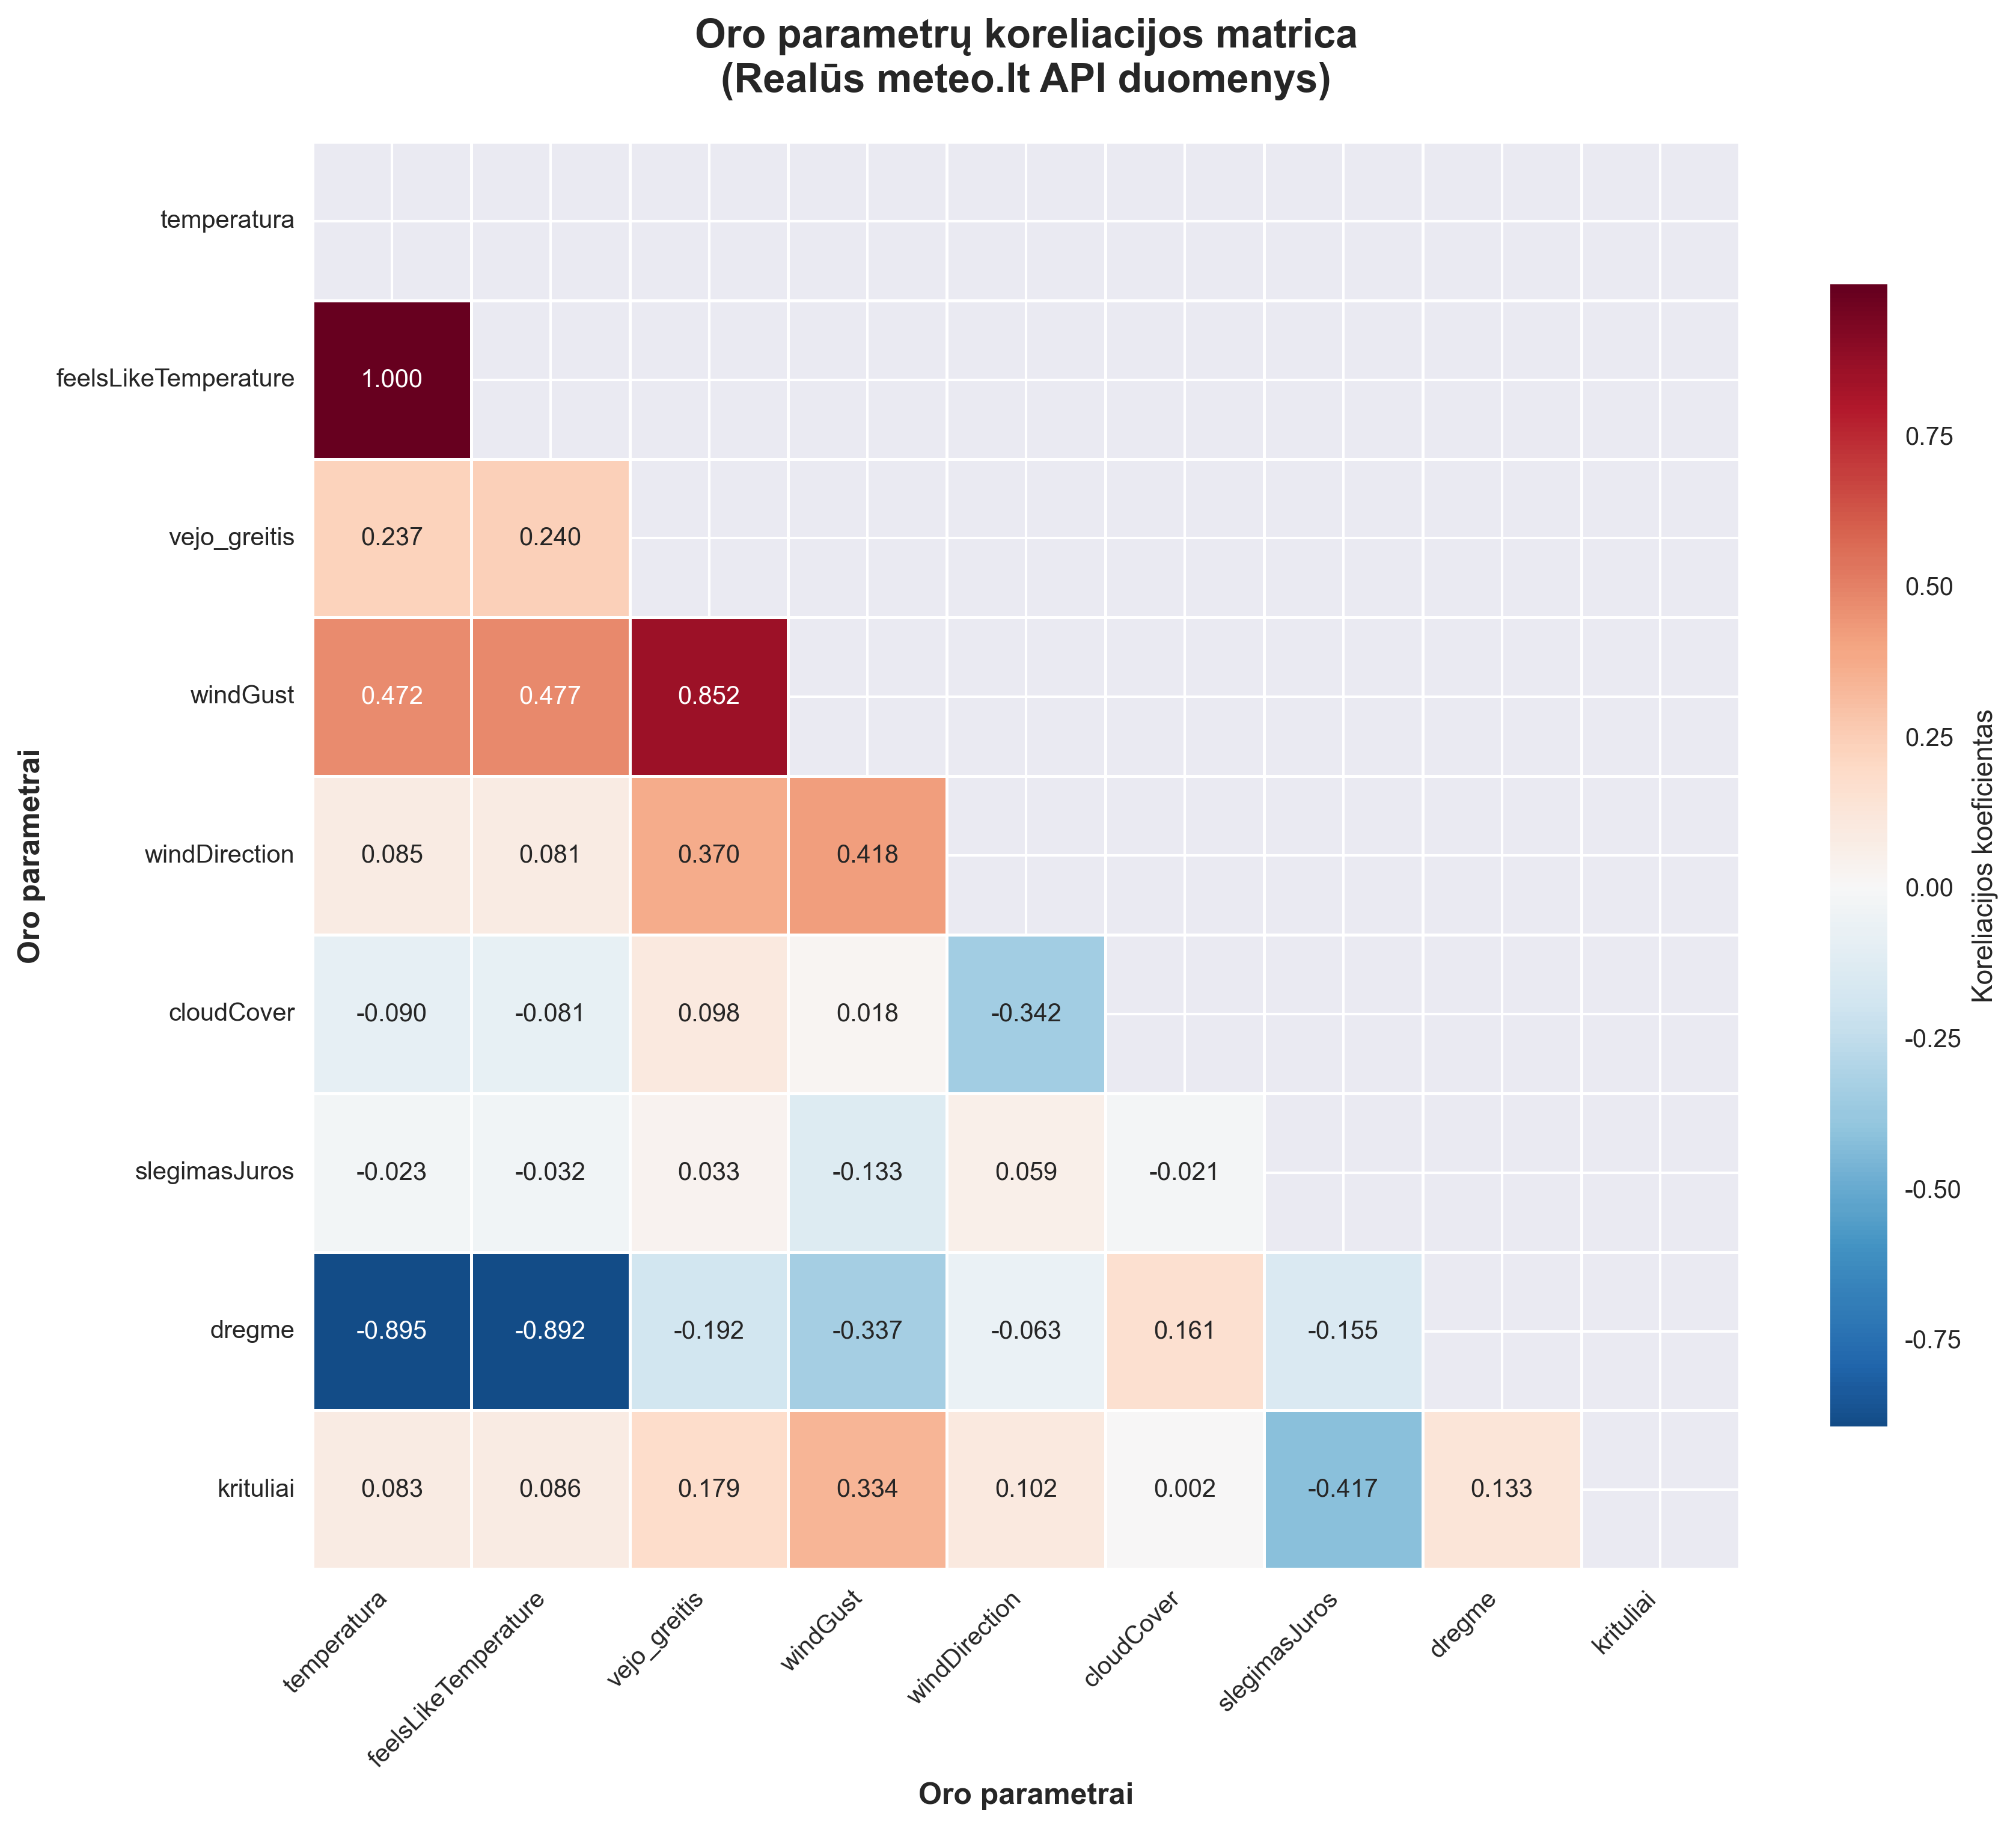 Oro parametrų koreliacijos matrica
(Realūs meteo.lt API duomenys)
temperatura
feelsLikeTemperature
1.000
vejo_greitis
0.237 0.240
windGust
0.472 0.477 0.852
windDirection
0.085 0.081 0.370 0.418
cloudCover
-0.090 -0.081 0.098 0.018 -0.342
slegimasJuros
-0.023 -0.032 0.033 -0.133 0.059 -0.021
dregme
-0.895 -0.892 -0.192 -0.337 -0.063 0.161 -0.155
krituliai
0.083 0.086 0.179 0.334 0.102 0.002 -0.417 0.133
temperatura
feelsLikeTemperature
vejo_greitis
windGust
windDirection
cloudCover
slegimasJuros
dregme
krituliai
Oro parametrai
Oro parametrai
0.75
0.50
0.25
0.00
-0.25
-0.50
-0.75
Koreliacijos koeficientas